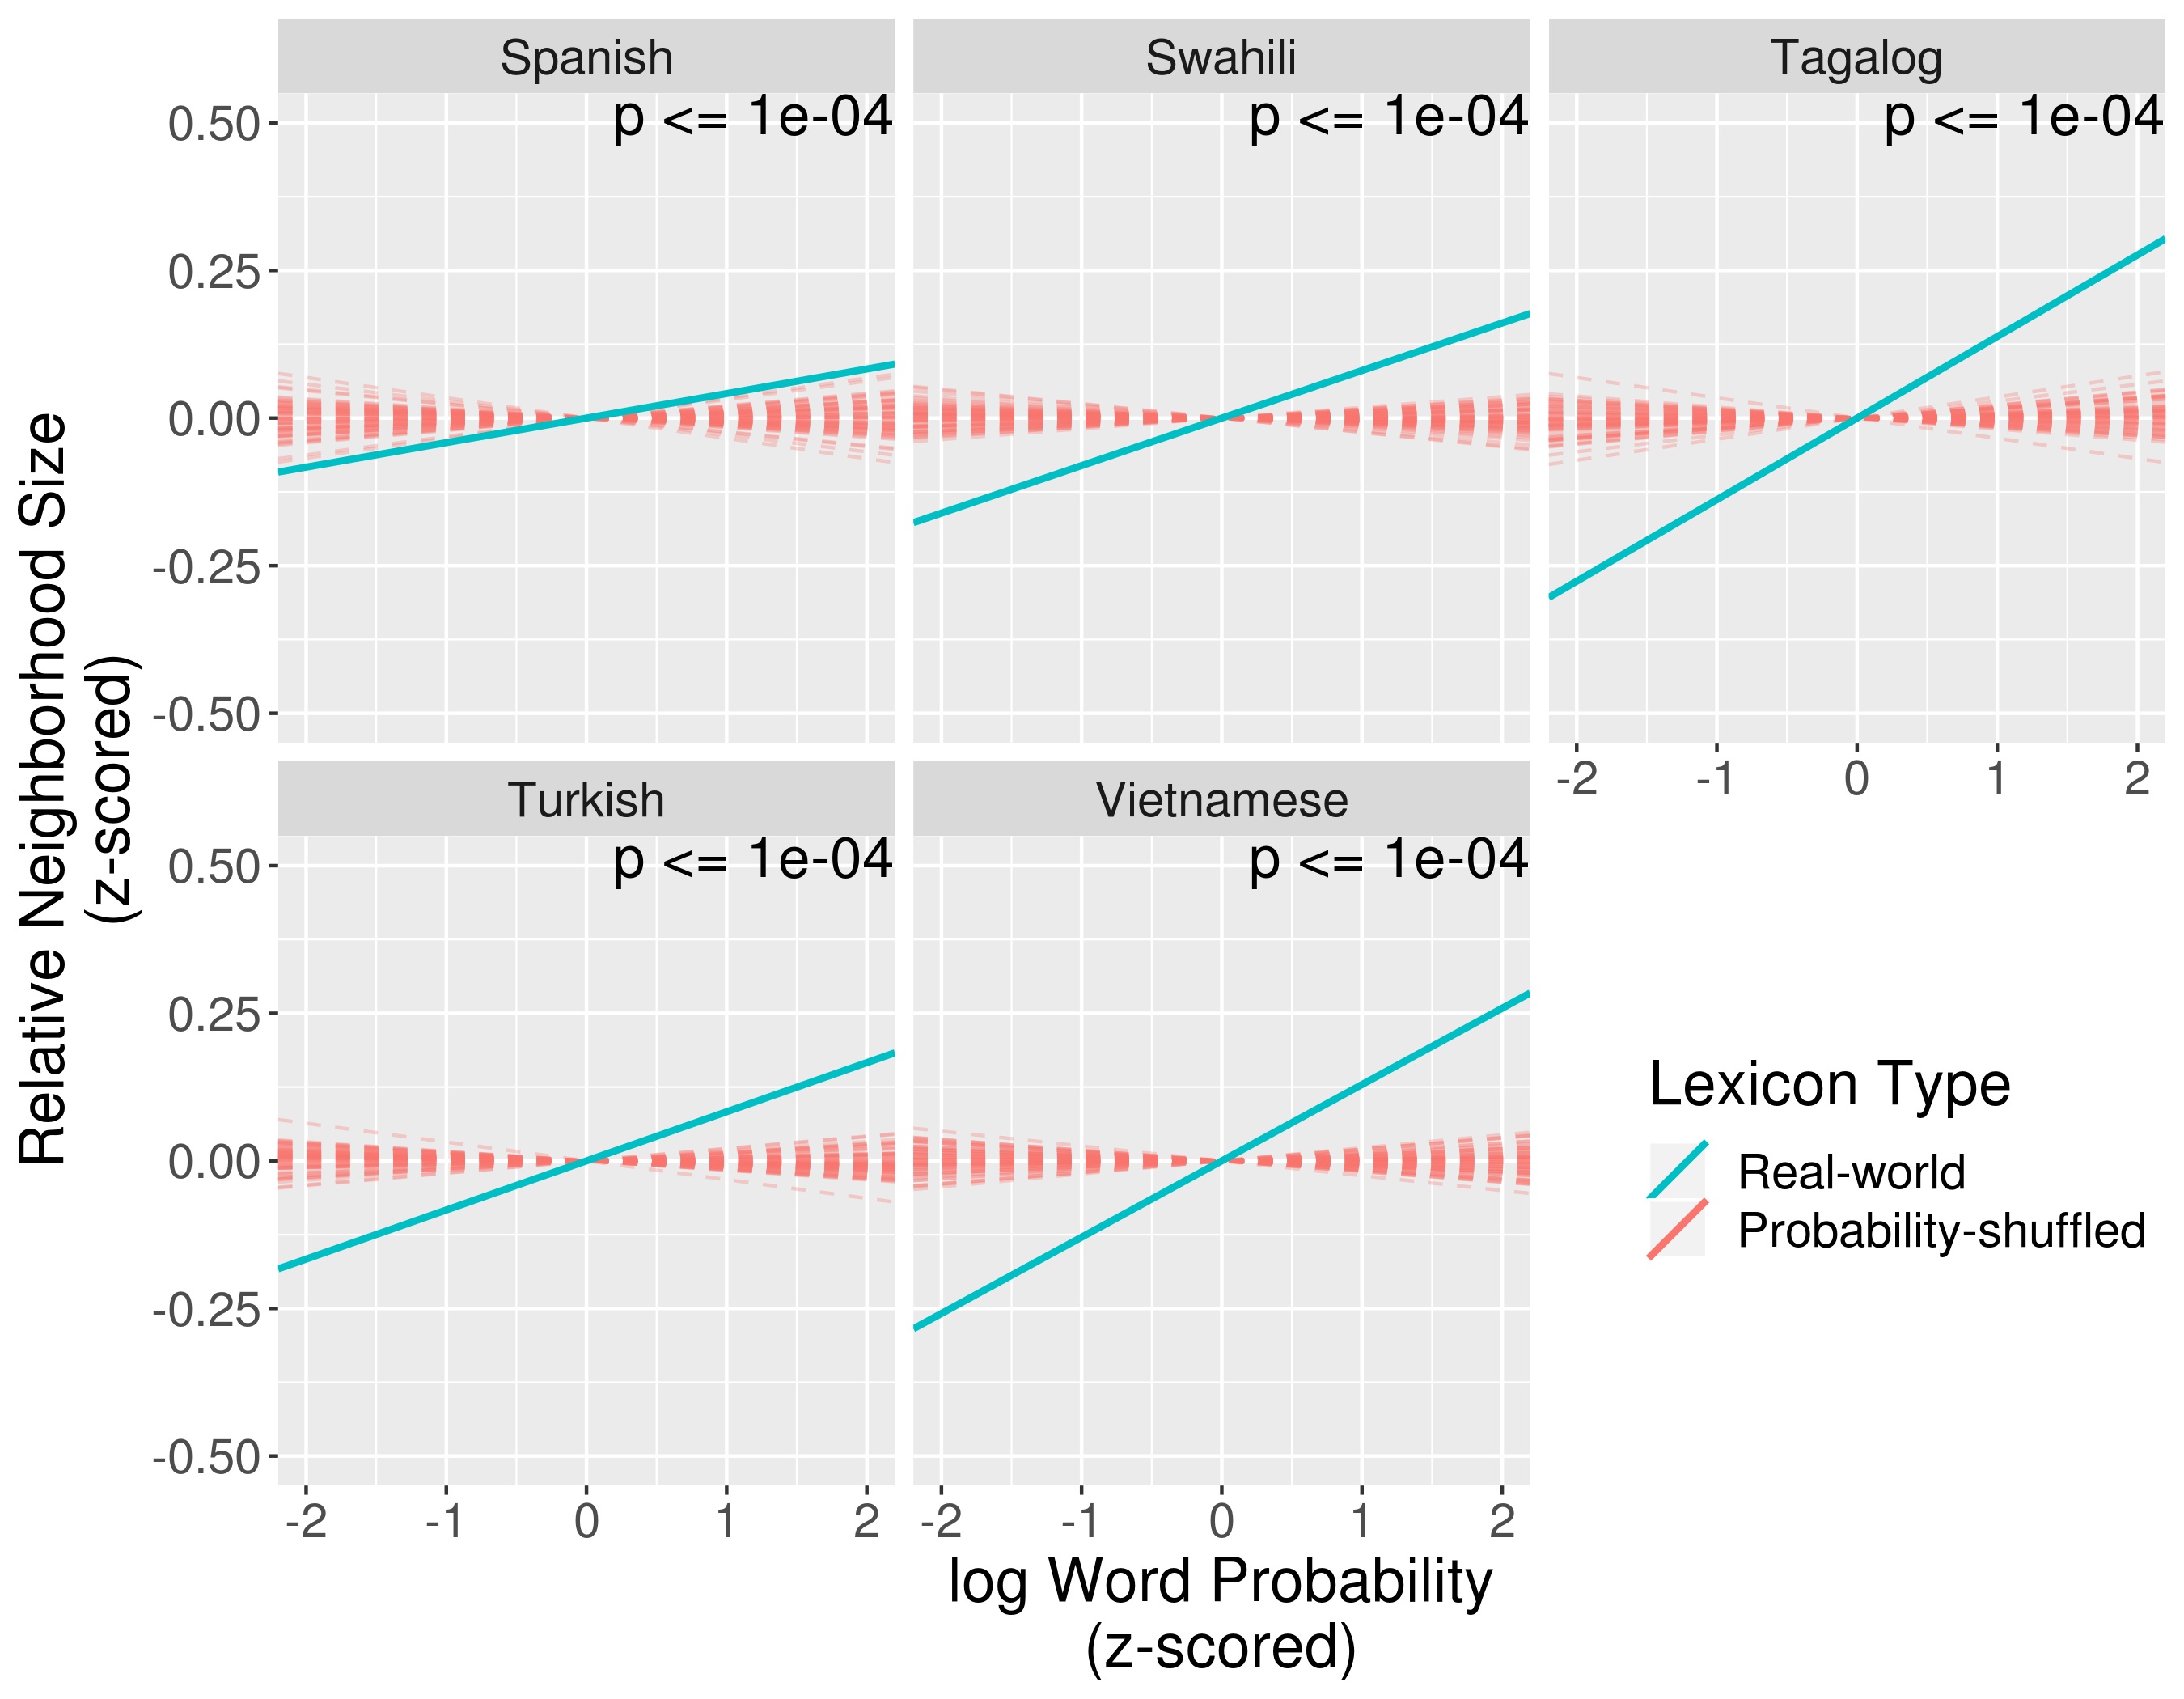 Spanish
Swahili
Tagalog
p <= 1e-04
p <= 1e-04
p <= 1e-04
0.50
0.25
0.00
-0.25
-0.50
-2
-1
0
1
2
Turkish
Vietnamese
p <= 1e-04
p <= 1e-04
0.50
0.25
0.00
-0.25
-0.50
-2
-1
0
1
2
-2
-1
0
1
2
Relative Neighborhood Size
(z-scored)
log Word Probability
(z-scored)
Lexicon Type
Real-world
Probability-shuffled